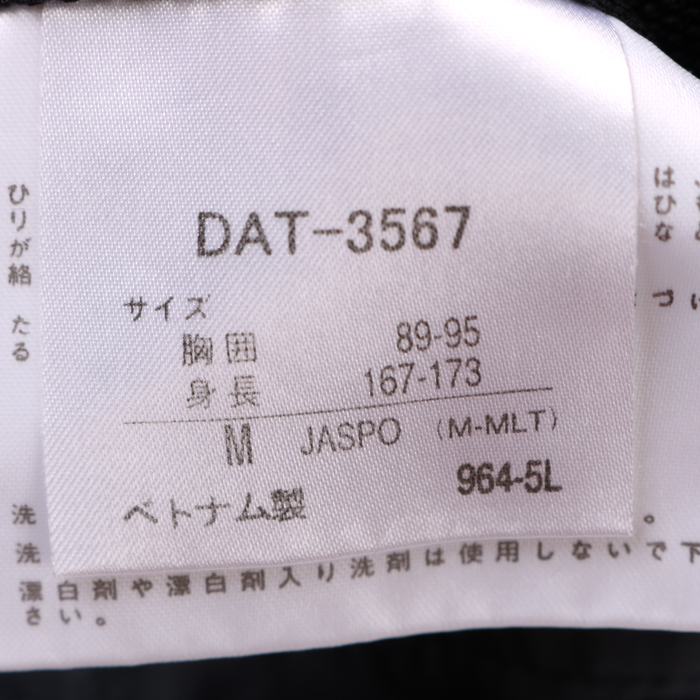 DAT-3567
サイズ
胸囲 89-95
身長 167-173
M JASPO (M-MLT)
964-5L
ベトナム製
ひ
りが絡
たる
は
ひな
づい
洗
洗
漂白剤や漂白剤入り洗剤は使用しないで下
さい。